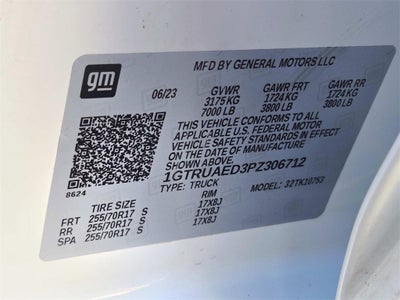 gm
MFD BY GENERAL MOTORS LLC
06/23 GVWR GAWR FRT GAWR RR
3175KG 1724KG 1724KG
7000 LB 3800 LB 3800 LB
THIS VEHICLE CONFORMS TO ALL
APPLICABLE U.S. FEDERAL MOTOR
VEHICLE SAFETY AND THEFT PREVENTION
STANDARDS IN EFFECT ON THE DATE OF
MANUFACTURE SHOWN ABOVE.
1GTRUAED3PZ306712
8624 TYPE: TRUCK MODEL: 32TK10753
TIRE SIZE RIM
FRT 255/70R17 S 17X8J
RR 255/70R17 S 17X8J
SPA 255/70R17 S 17X8J